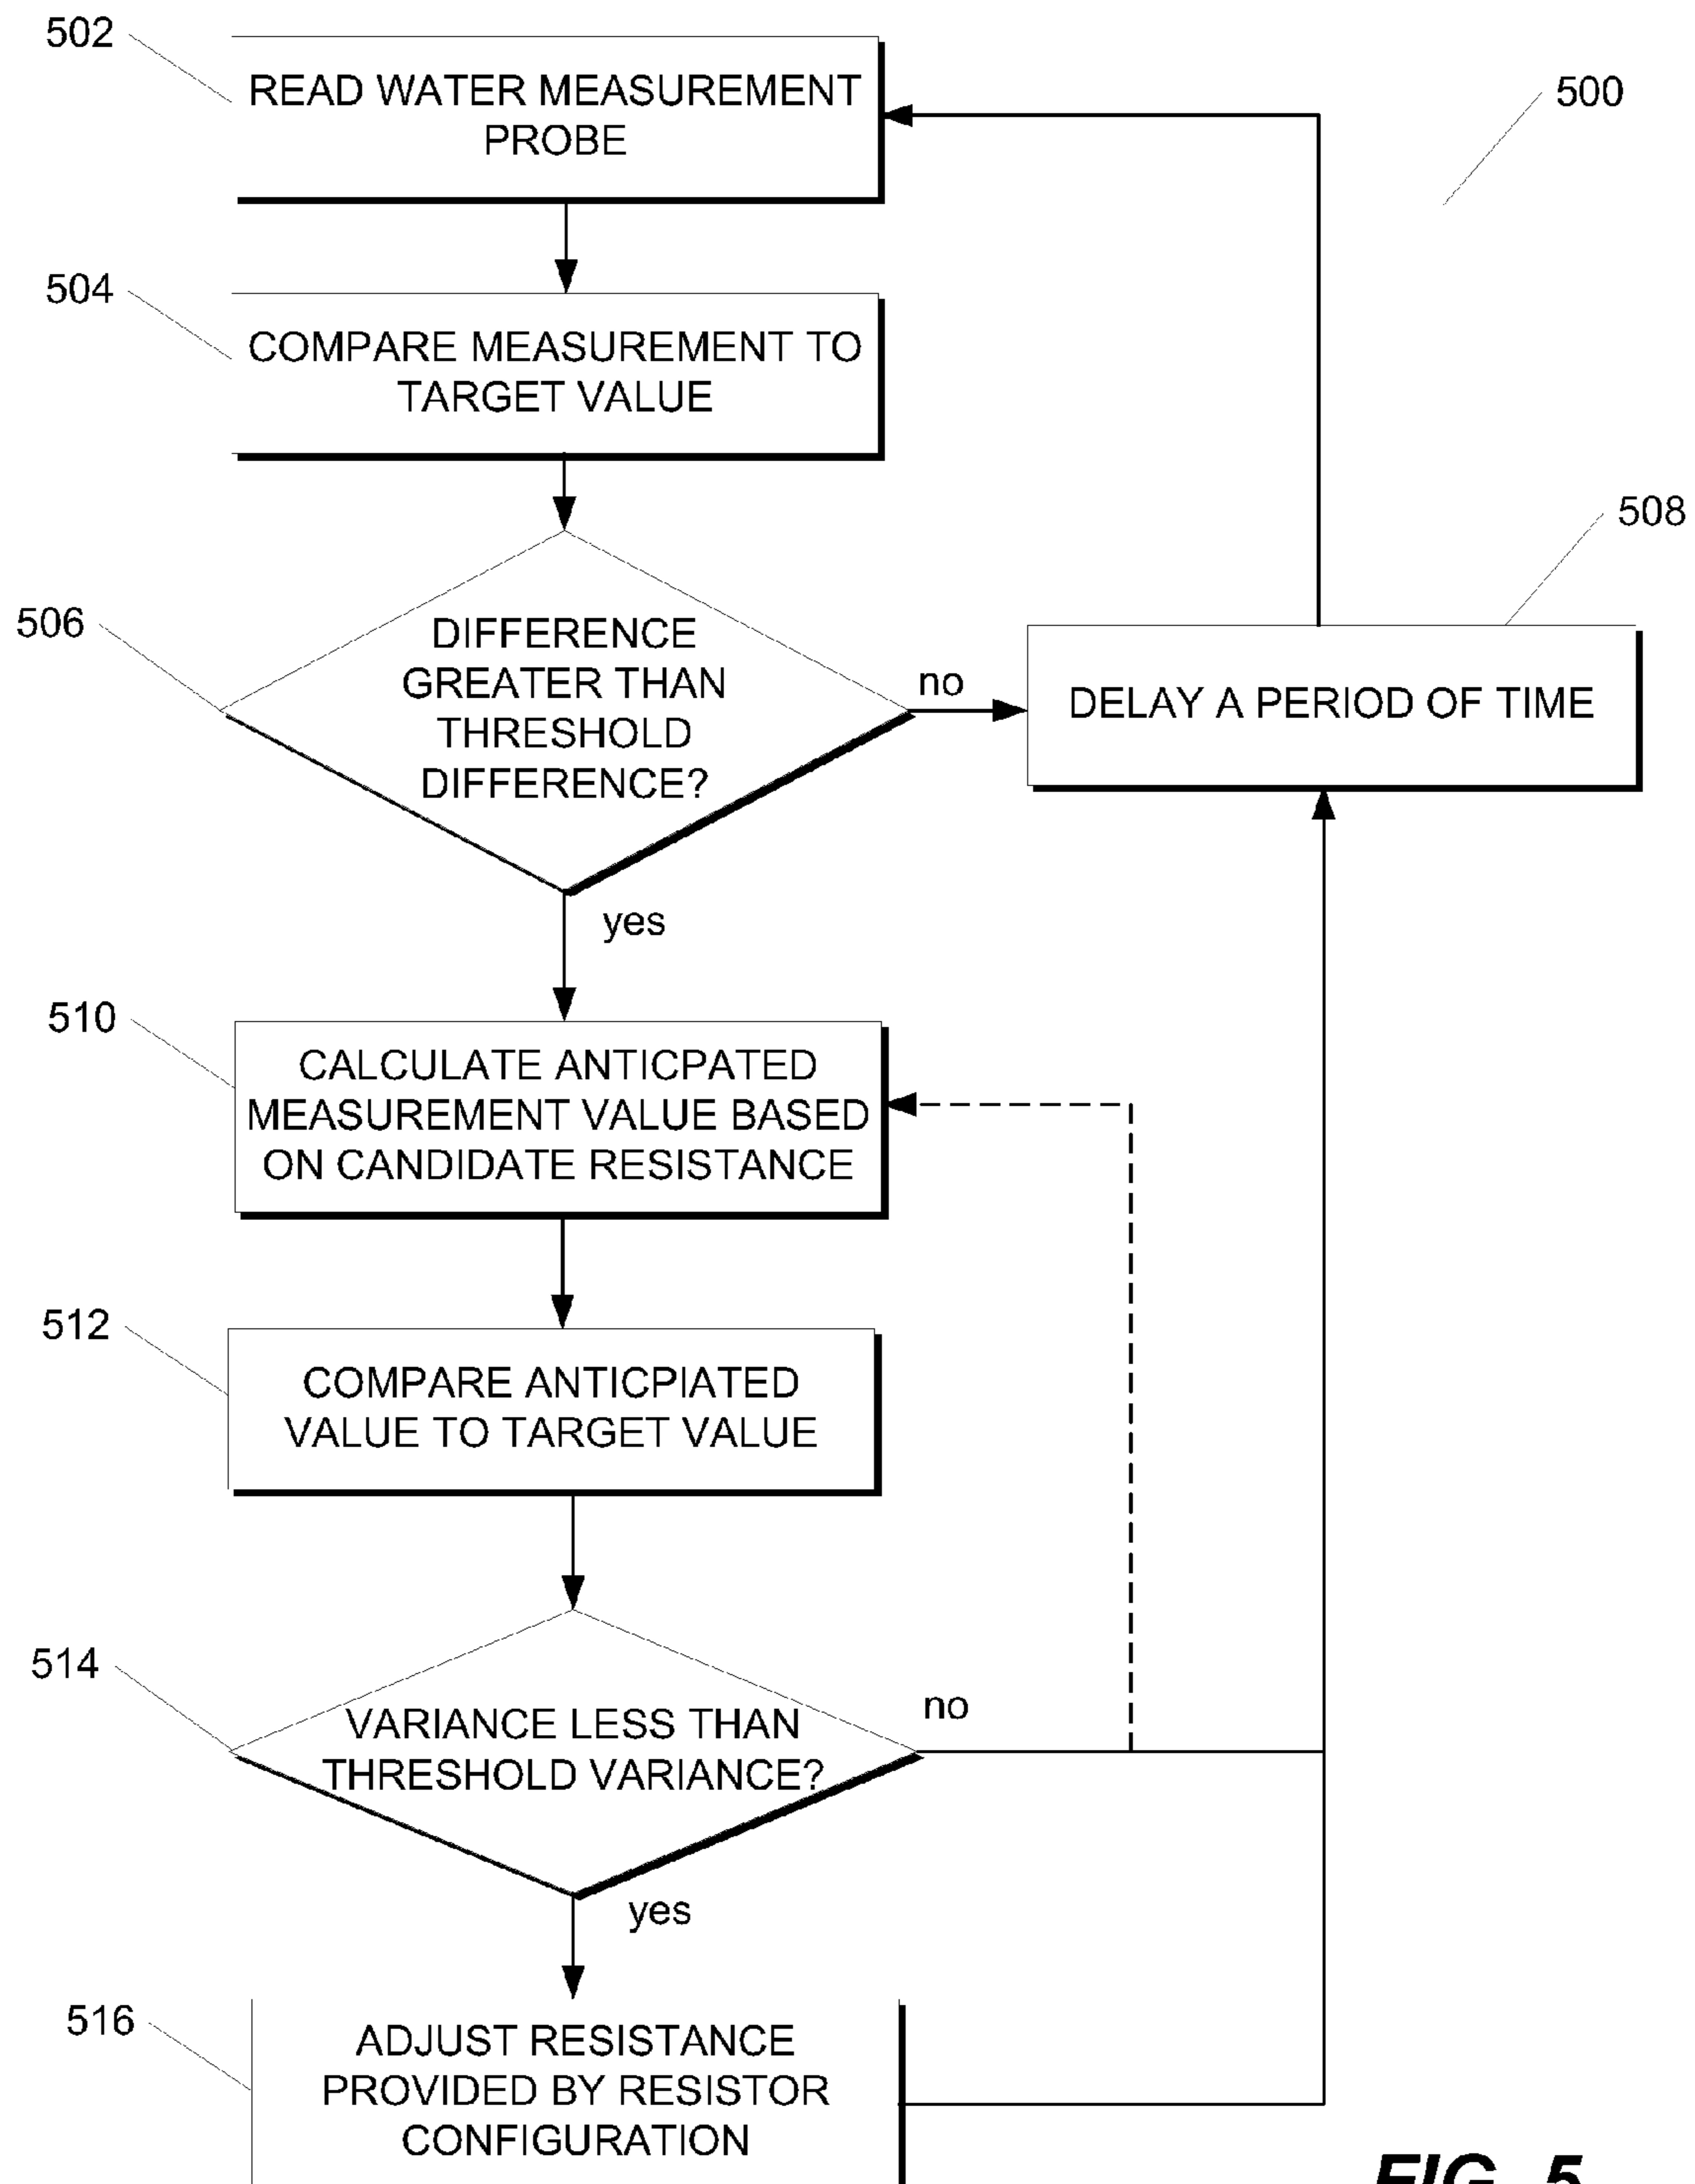 502
READ WATER MEASUREMENT
PROBE
500
504
COMPARE MEASUREMENT TO
TARGET VALUE
508
506
DIFFERENCE
GREATER THAN
THRESHOLD
DIFFERENCE?
no
DELAY A PERIOD OF TIME
yes
510
CALCULATE ANTICPATED
MEASUREMENT VALUE BASED
ON CANDIDATE RESISTANCE
512
COMPARE ANTICPIATED
VALUE TO TARGET VALUE
514
VARIANCE LESS THAN
THRESHOLD VARIANCE?
no
yes
516
ADJUST RESISTANCE
PROVIDED BY RESISTOR
CONFIGURATION
FIG. 5